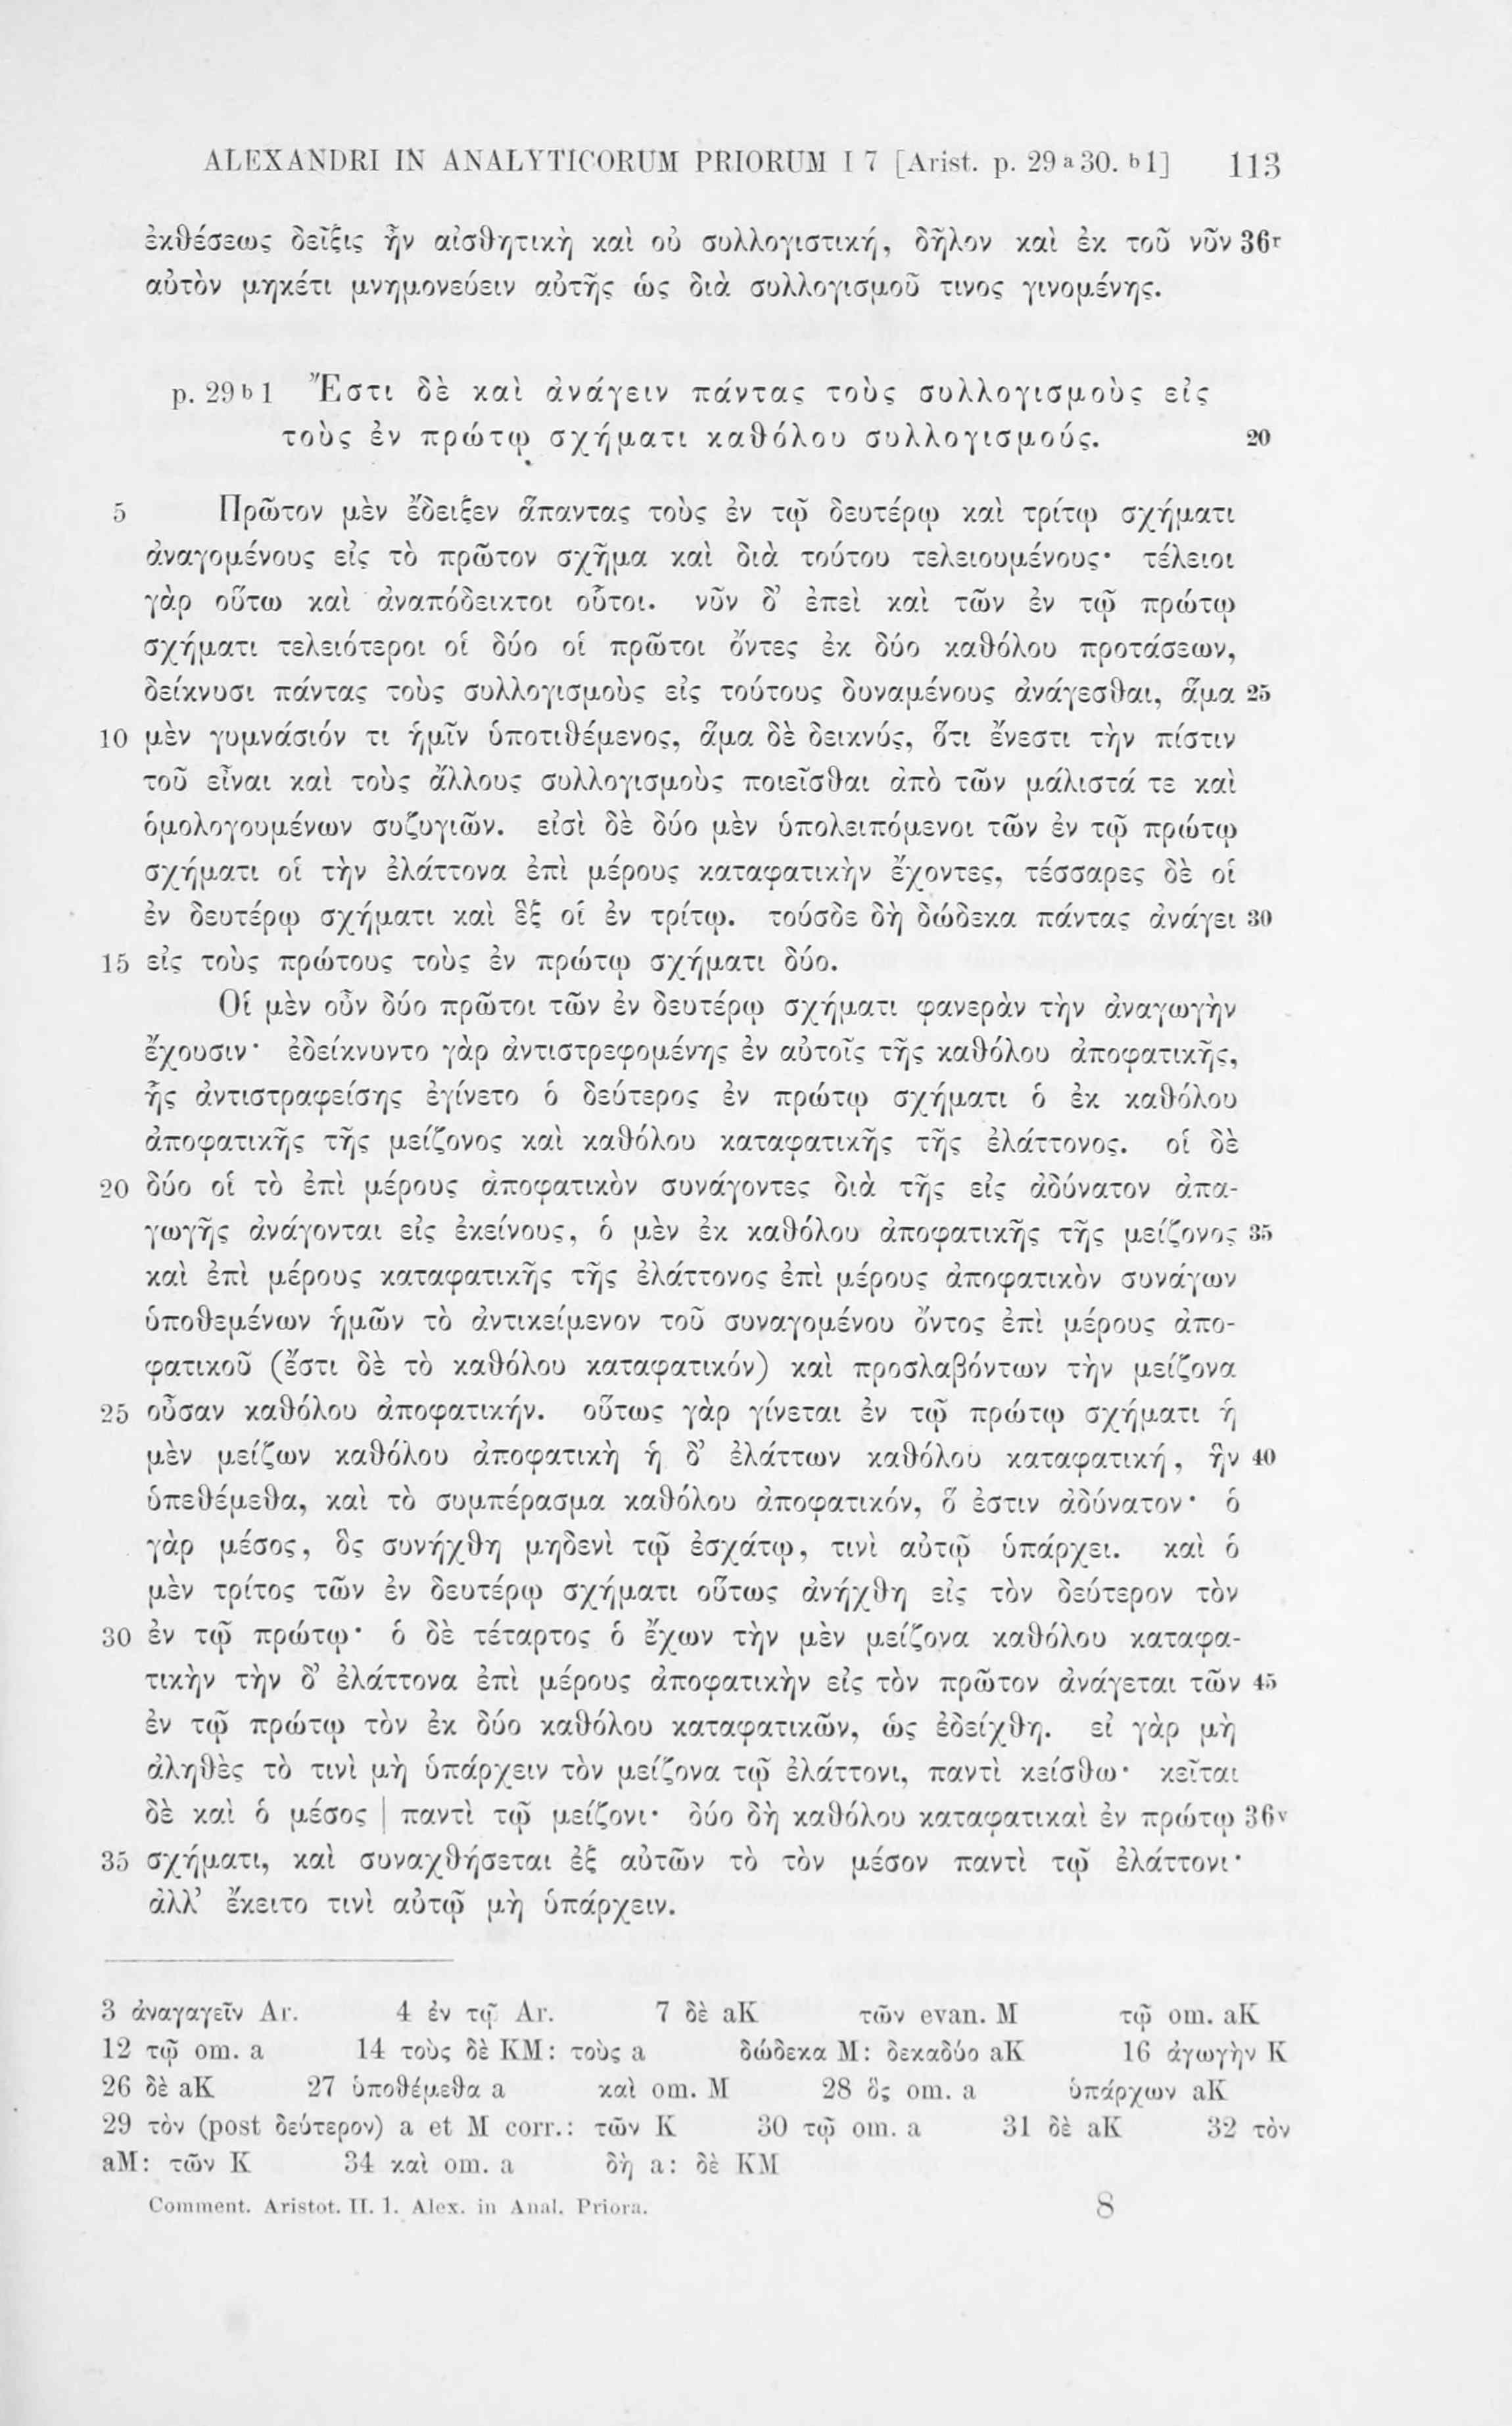 ALEXANDRI IN ANALYTICORUM PRIORUM I 7 [Arist. p. 29 a 30. b 1] 113
ἐκθέσεως δεῖξις ἦν αἰσθητικὴ καὶ οὐ συλλογιστική, δῆλον καὶ ἐκ τοῦ νῦν 36r
αὐτὸν μηκέτι μνημονεύειν αὐτῆς ὡς διὰ συλλογισμοῦ τινος γινομένης.
p. 29 b 1 Ἔστι δὲ καὶ ἀνάγειν πάντας τοὺς συλλογισμοὺς εἰς
τοὺς ἐν πρώτῳ σχήματι καθόλου συλλογισμούς. 20
5 Πρῶτον μὲν ἔδειξεν ἅπαντας τοὺς ἐν τῷ δευτέρῳ καὶ τρίτῳ σχήματι
ἀναγομένους εἰς τὸ πρῶτον σχῆμα καὶ διὰ τούτου τελειουμένους· τέλειοι
γὰρ οὕτω καὶ ἀναπόδεικτοι οὗτοι. νῦν δ’ ἐπεὶ καὶ τῶν ἐν τῷ πρώτῳ
σχήματι τελειότεροι οἱ δύο οἱ πρῶτοι ὄντες ἐκ δύο καθόλου προτάσεων,
δείκνυσι πάντας τοὺς συλλογισμοὺς εἰς τούτους δυναμένους ἀνάγεσθαι, ἅμα 25
10 μὲν γυμνάσιόν τι ἡμῖν ὑποτιθέμενος, ἅμα δὲ δεικνύς, ὅτι ἔνεστι τὴν πίστιν
τοῦ εἶναι καὶ τοὺς ἄλλους συλλογισμοὺς ποιεῖσθαι ἀπὸ τῶν μάλιστά τε καὶ
ὁμολογουμένων συζυγιῶν. εἰσὶ δὲ δύο μὲν ὑπολειπόμενοι τῶν ἐν τῷ πρώτῳ
σχήματι οἱ τὴν ἐλάττονα ἐπὶ μέρους καταφατικὴν ἔχοντες, τέσσαρες δὲ οἱ
ἐν δευτέρῳ σχήματι καὶ ἓξ οἱ ἐν τρίτῳ. τούσδε δὴ δώδεκα πάντας ἀνάγει 30
15 εἰς τοὺς πρώτους τοὺς ἐν πρώτῳ σχήματι δύο.
Οἱ μὲν οὖν δύο πρῶτοι τῶν ἐν δευτέρῳ σχήματι φανερὰν τὴν ἀναγωγὴν
ἔχουσιν· ἐδείκνυντο γὰρ ἀντιστρεφομένης ἐν αὐτοῖς τῆς καθόλου ἀποφατικῆς,
ἧς ἀντιστραφείσης ἐγίνετο ὁ δεύτερος ἐν πρώτῳ σχήματι ὁ ἐκ καθόλου
ἀποφατικῆς τῆς μείζονος καὶ καθόλου καταφατικῆς τῆς ἐλάττονος. οἱ δὲ
20 δύο οἱ τὸ ἐπὶ μέρους ἀποφατικὸν συνάγοντες διὰ τῆς εἰς ἀδύνατον ἀπα-
γωγῆς ἀνάγονται εἰς ἐκείνους, ὁ μὲν ἐκ καθόλου ἀποφατικῆς τῆς μείζονος 35
καὶ ἐπὶ μέρους καταφατικῆς τῆς ἐλάττονος ἐπὶ μέρους ἀποφατικὸν συνάγων
ὑποθεμένων ἡμῶν τὸ ἀντικείμενον τοῦ συναγομένου ὄντος ἐπὶ μέρους ἀπο-
φατικοῦ (ἔστι δὲ τὸ καθόλου καταφατικόν) καὶ προσλαβόντων τὴν μείζονα
25 οὖσαν καθόλου ἀποφατικήν. οὕτως γὰρ γίνεται ἐν τῷ πρώτῳ σχήματι ἡ
μὲν μείζων καθόλου ἀποφατικὴ ἡ δ’ ἐλάττων καθόλου καταφατική, ἣν 40
ὑπεθέμεθα, καὶ τὸ συμπέρασμα καθόλου ἀποφατικόν, ὅ ἐστιν ἀδύνατον· ὁ
γὰρ μέσος, ὃς συνήχθη μηδενὶ τῷ ἐσχάτῳ, τινὶ αὐτῷ ὑπάρχει. καὶ ὁ
μὲν τρίτος τῶν ἐν δευτέρῳ σχήματι οὕτως ἀνήχθη εἰς τὸν δεύτερον τὸν
30 ἐν τῷ πρώτῳ· ὁ δὲ τέταρτος ὁ ἔχων τὴν μὲν μείζονα καθόλου καταφα-
τικὴν τὴν δ’ ἐλάττονα ἐπὶ μέρους ἀποφατικὴν εἰς τὸν πρῶτον ἀνάγεται τῶν 45
ἐν τῷ πρώτῳ τὸν ἐκ δύο καθόλου καταφατικῶν, ὡς ἐδείχθη. εἰ γὰρ μὴ
ἀληθὲς τὸ τινὶ μὴ ὑπάρχειν τὸν μείζονα τῷ ἐλάττονι, παντὶ κείσθω· κεῖται
δὲ καὶ ὁ μέσος | παντὶ τῷ μείζονι· δύο δὴ καθόλου καταφατικαὶ ἐν πρώτῳ 36v
35 σχήματι, καὶ συναχθήσεται ἐξ αὐτῶν τὸ τὸν μέσον παντὶ τῷ ἐλάττονι·
ἀλλ’ ἔκειτο τινὶ αὐτῷ μὴ ὑπάρχειν.
3 ἀναγαγεῖν Ar. 4 ἐν τῷ Ar. 7 δὲ aK τῶν evan. M τῷ om. aK
12 τῷ om. a 14 τοὺς δὲ KM: τοὺς a δώδεκα M: δεκαδύο aK 16 ἀγωγὴν K
26 δὲ aK 27 ὑποθέμεθα a καὶ om. M 28 ὃς om. a ὑπάρχων aK
29 τὸν (post δεύτερον) a et M corr.: τῶν K 30 τῷ om. a 31 δὲ aK 32 τὸν
aM: τῶν K 34 καὶ om. a δὴ a: δὲ KM
Comment. Aristot. II. 1. Alex. in Anal. Priora. 8